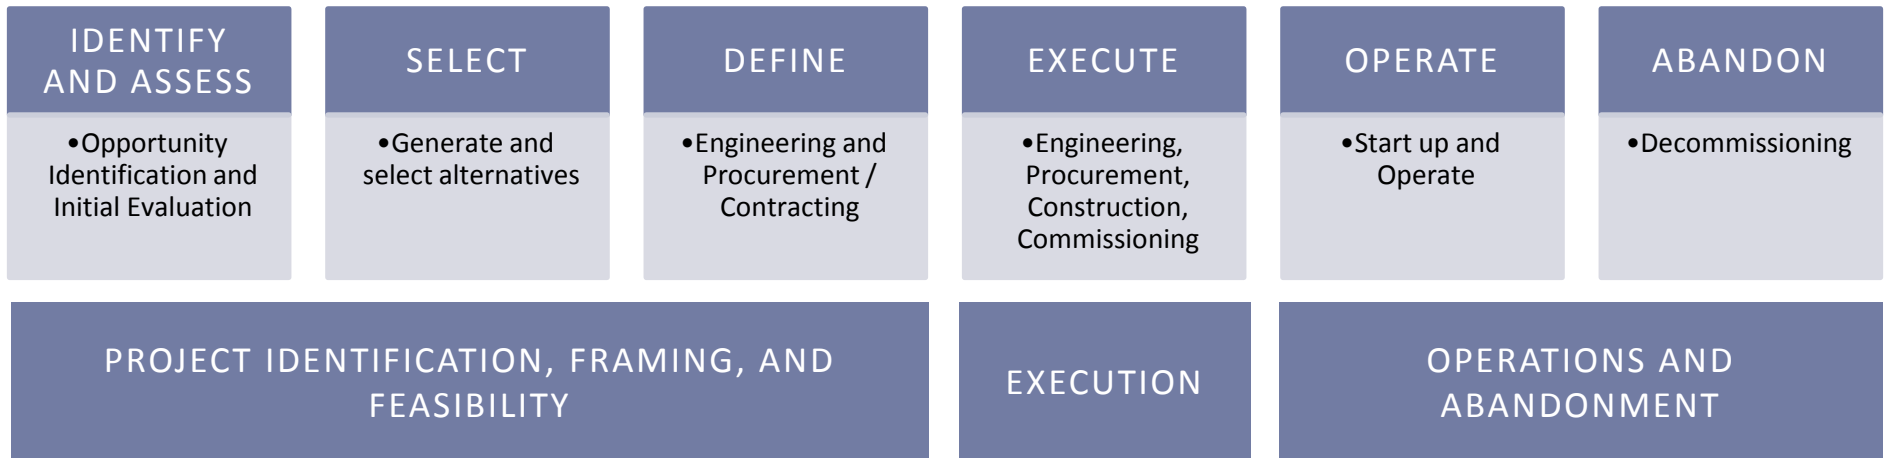 IDENTIFY
AND ASSESS
•Opportunity
Identification and
Initial Evaluation
SELECT
•Generate and
select alternatives
DEFINE
•Engineering and
Procurement /
Contracting
EXECUTE
•Engineering,
Procurement,
Construction,
Commissioning
OPERATE
•Start up and
Operate
ABANDON
•Decommissioning
PROJECT IDENTIFICATION, FRAMING, AND
FEASIBILITY
EXECUTION
OPERATIONS AND
ABANDONMENT